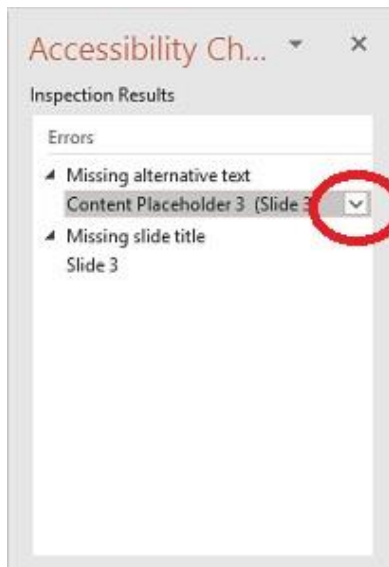 Accessibility Ch...
Inspection Results
Errors
Missing alternative text
Content Placeholder 3 (Slide 3
Missing slide title
Slide 3